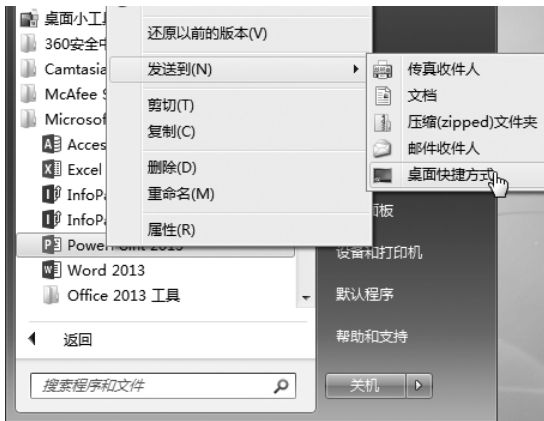 桌面小工
360安全中
Camtasia
McAfee S
Microsof
Acces
Excel
InfoPa
InfoPa
PowerPoint 2013
Word 2013
Office 2013 工具
返回
搜索程序和文件
还原以前的版本(V)
发送到(N)
剪切(T)
复制(C)
删除(D)
重命名(M)
属性(R)
传真收件人
文档
压缩(zipped)文件夹
邮件收件人
桌面快捷方式
面板
设备和打印机
默认程序
帮助和支持
关机